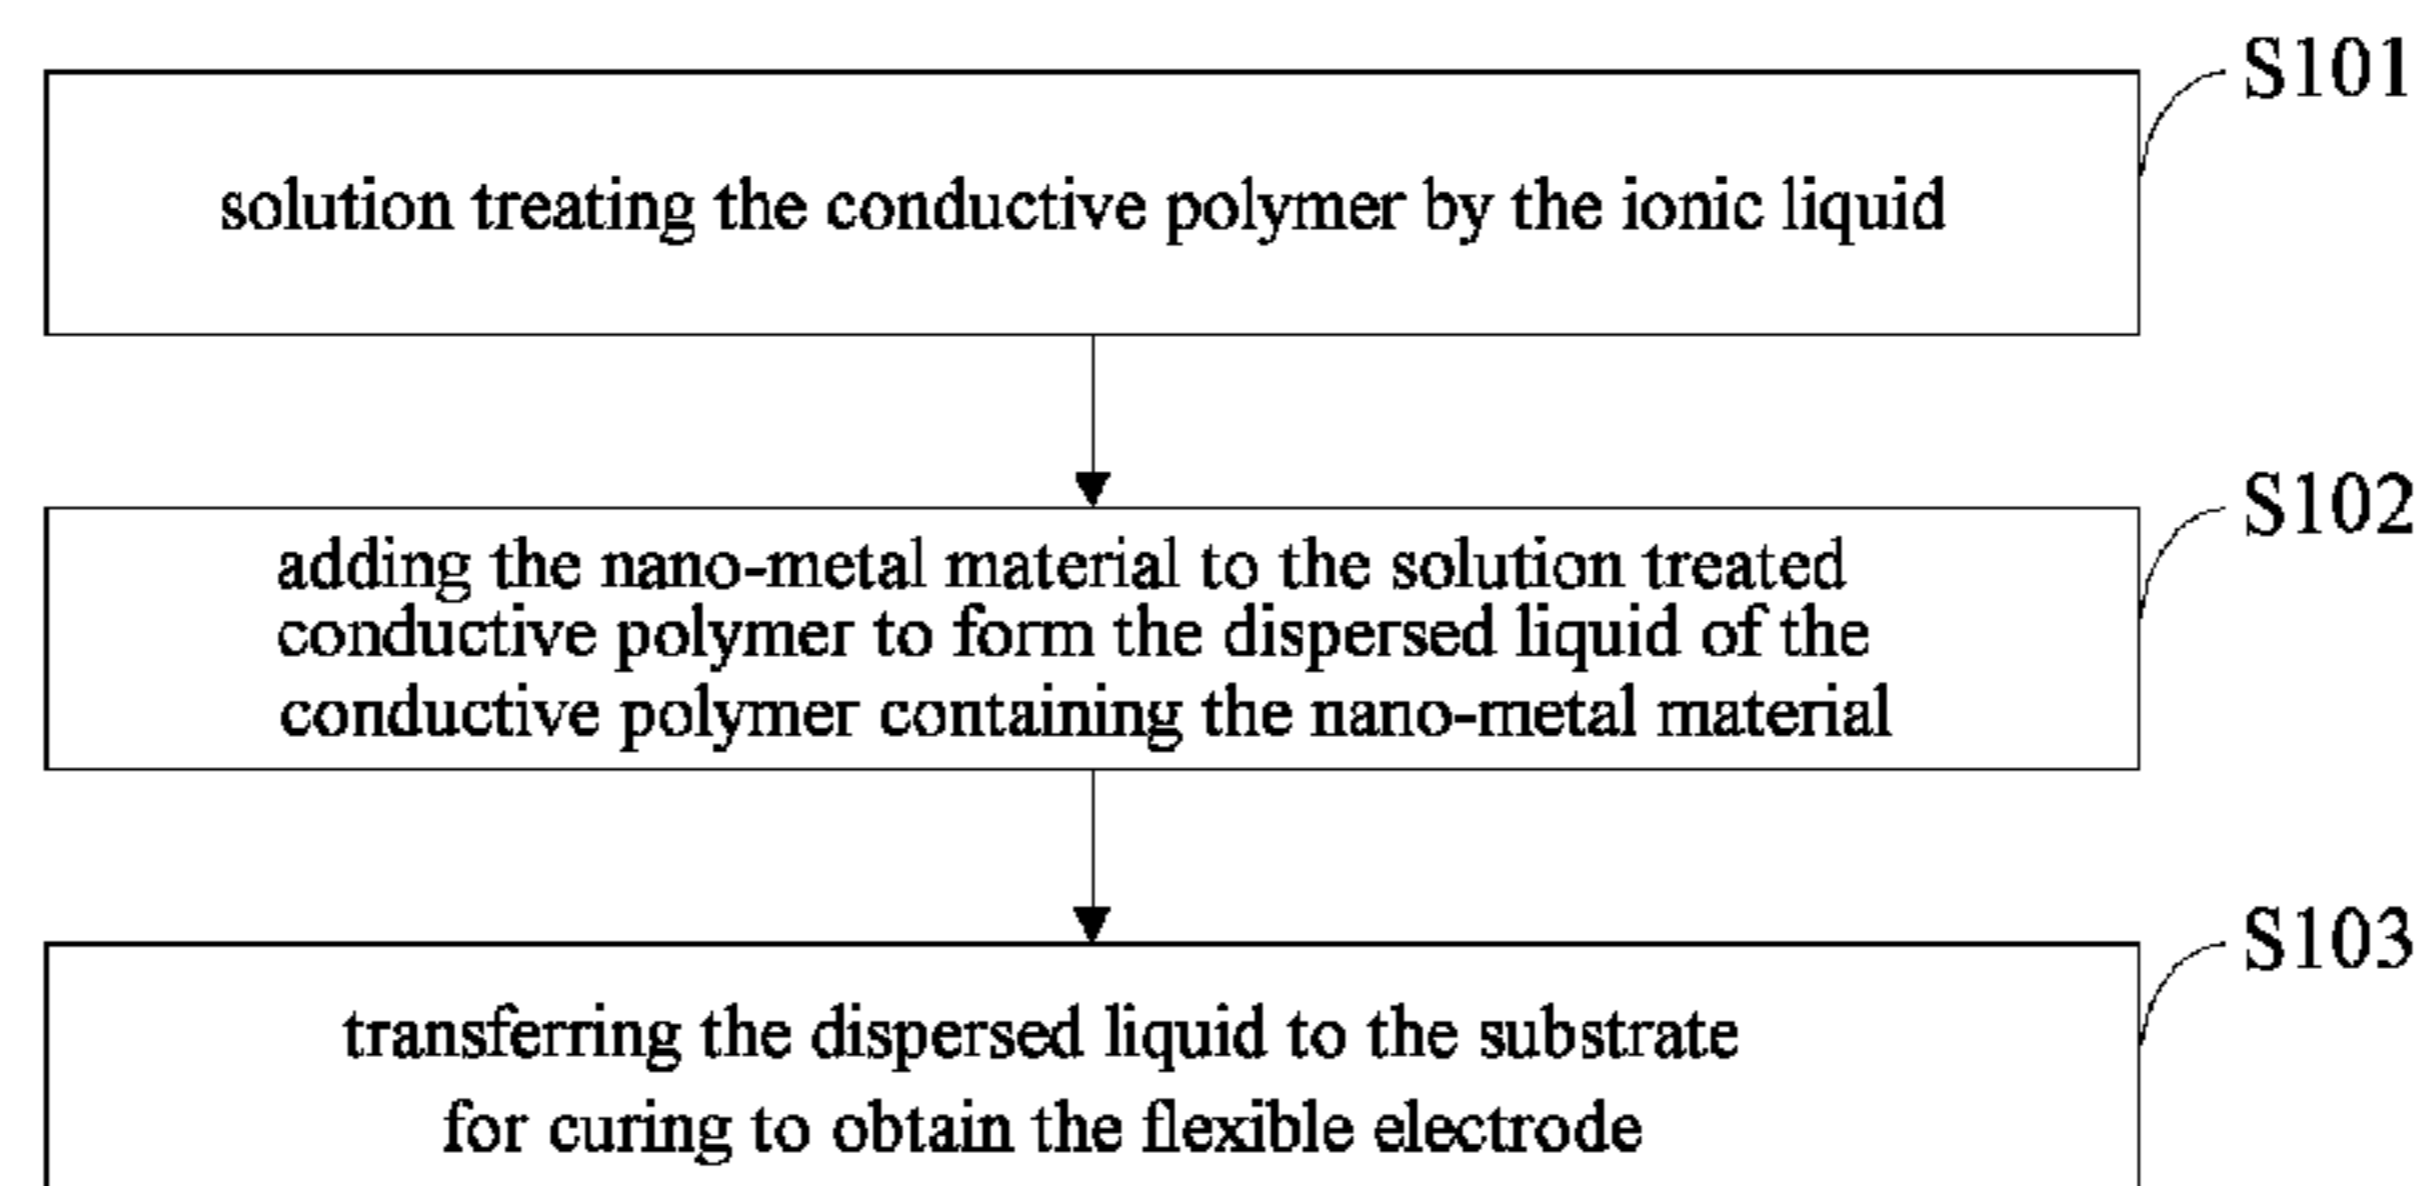 S101
solution treating the conductive polymer by the ionic liquid
S102
adding the nano-metal material to the solution treated
conductive polymer to form the dispersed liquid of the
conductive polymer containing the nano-metal material
S103
transferring the dispersed liquid to the substrate
for curing to obtain the flexible electrode